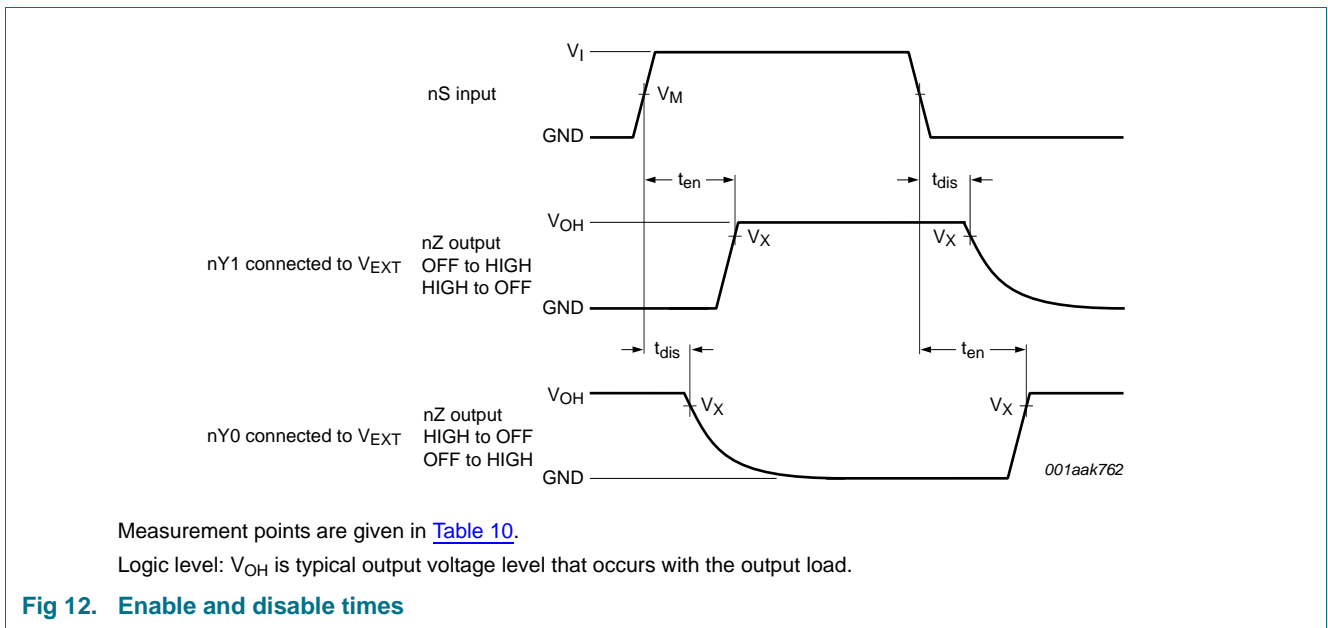 V_I
nS input
V_M
GND
t_en
t_dis
V_OH
nY1 connected to V_EXT
nZ output
OFF to HIGH
HIGH to OFF
V_X
V_X
GND
t_dis
t_en
V_OH
nY0 connected to V_EXT
nZ output
HIGH to OFF
OFF to HIGH
V_X
V_X
GND
001aak762
Measurement points are given in Table 10.
Logic level: V_OH is typical output voltage level that occurs with the output load.
Fig 12. Enable and disable times